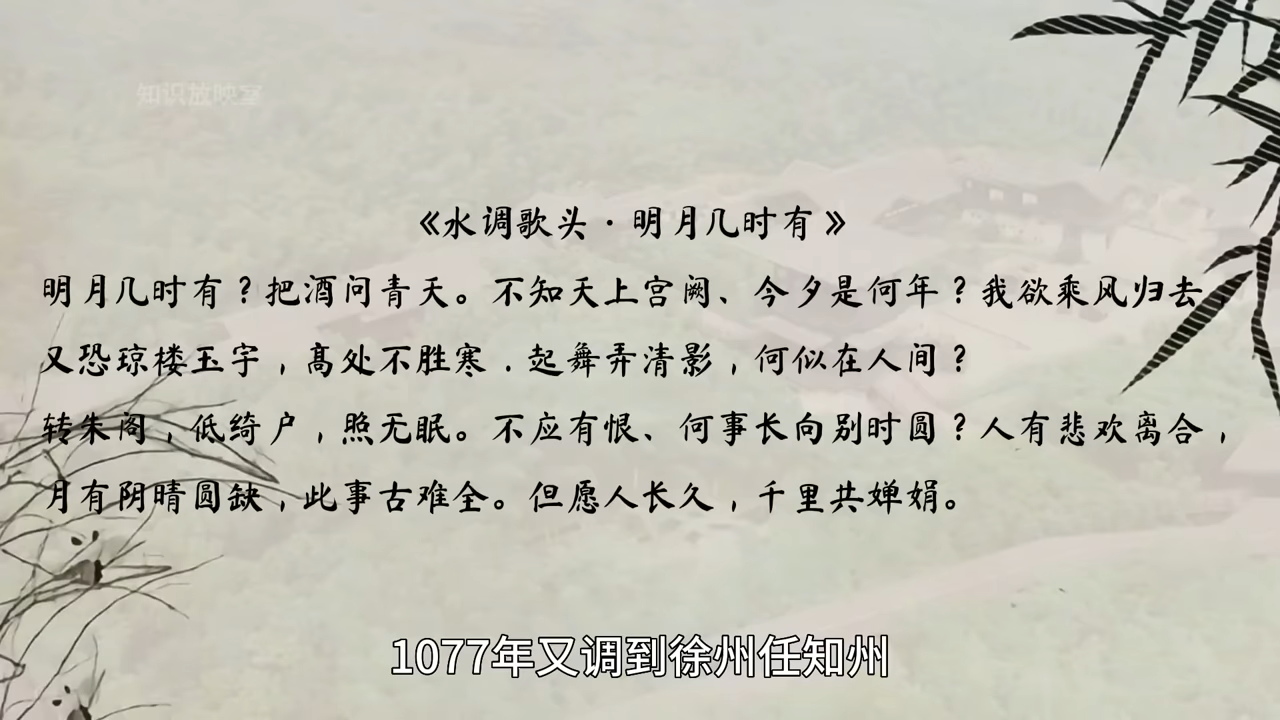 知识放映室
《水调歌头·明月几时有》
明月几时有？把酒问青天。不知天上宫阙、今夕是何年？我欲乘风归去，
又恐琼楼玉宇，高处不胜寒．起舞弄清影，何似在人间？
转朱阁，低绮户，照无眠。不应有恨、何事长向别时圆？人有悲欢离合，
月有阴晴圆缺，此事古难全。但愿人长久，千里共婵娟。
1077年又调到徐州任知州